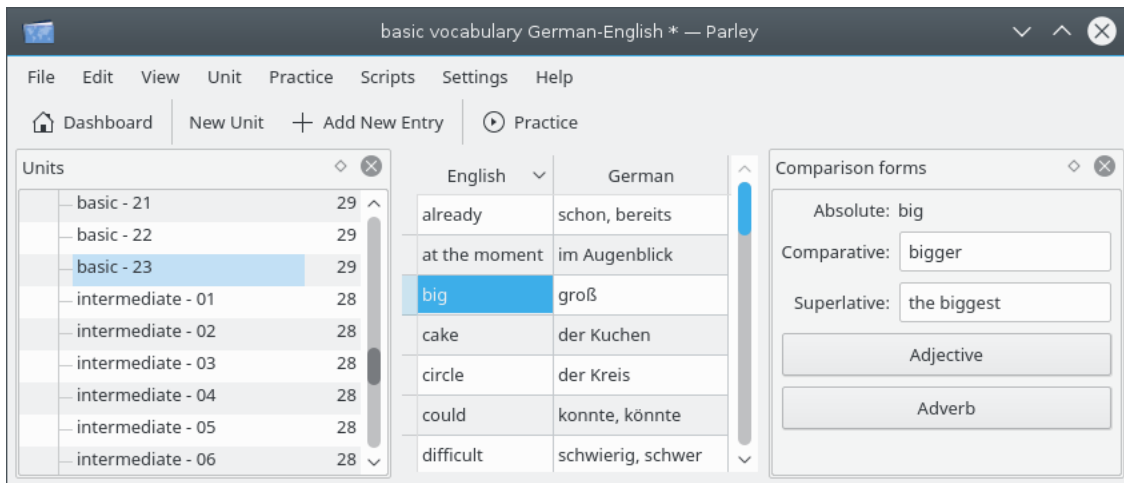 basic vocabulary German-English * — Parley
File Edit View Unit Practice Scripts Settings Help
Dashboard New Unit Add New Entry Practice
Units
basic - 21 29
basic - 22 29
basic - 23 29
intermediate - 01 28
intermediate - 02 28
intermediate - 03 28
intermediate - 04 28
intermediate - 05 28
intermediate - 06 28
English German
already schon, bereits
at the moment im Augenblick
big groß
cake der Kuchen
circle der Kreis
could konnte, könnte
difficult schwierig, schwer
Comparison forms
Absolute: big
Comparative: bigger
Superlative: the biggest
Adjective
Adverb